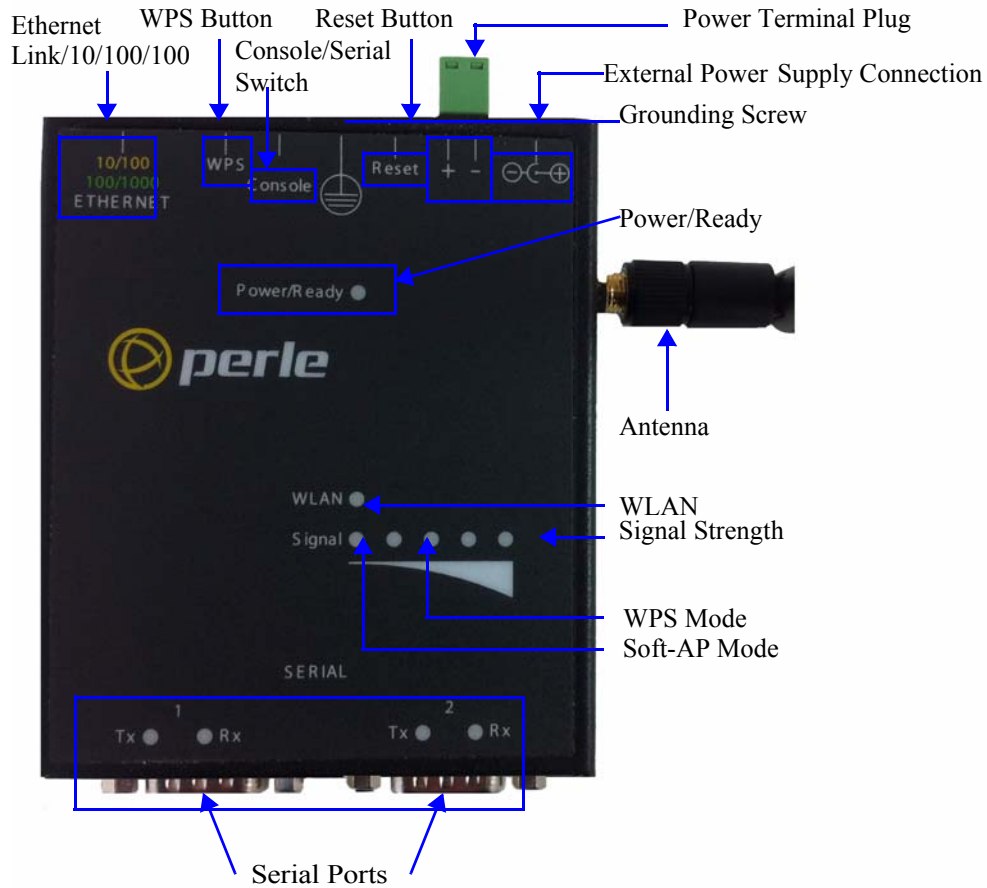 Ethernet
Link/10/100/100
WPS Button
Console/Serial
Switch
Reset Button
Power Terminal Plug
External Power Supply Connection
Grounding Screw
10/100
100/1000
ETHERNET
WPS
Console
Reset
+ -
Power/Ready
Power/Ready
perle
Antenna
WLAN
WLAN
Signal
Signal Strength
WPS Mode
Soft-AP Mode
SERIAL
1
2
Tx
Rx
Tx
Rx
Serial Ports